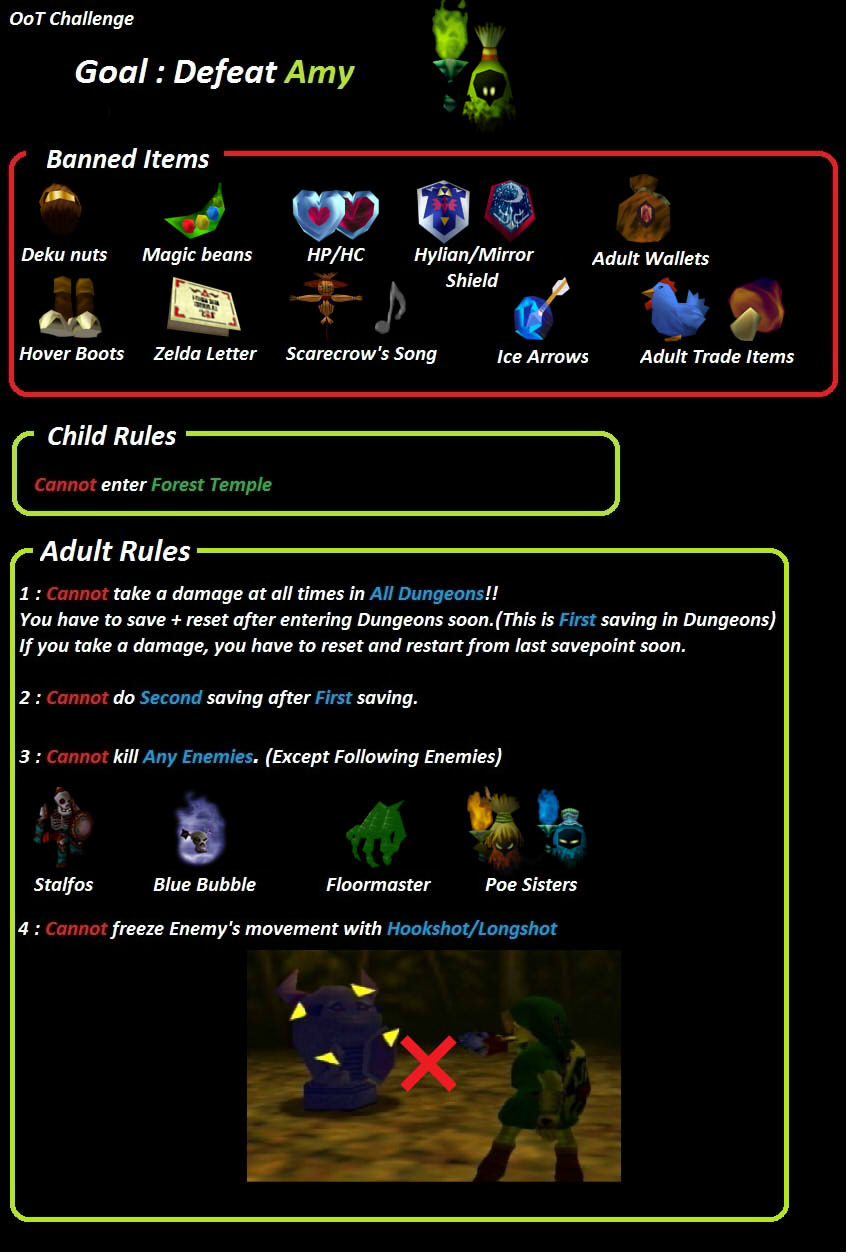 OoT Challenge
Goal : Defeat Amy
Banned Items
Deku nuts
Magic beans
HP/HC
Hylian/Mirror
Shield
Adult Wallets
Hover Boots
Zelda Letter
Scarecrow's Song
Ice Arrows
Adult Trade Items
Child Rules
Cannot enter Forest Temple
Adult Rules
1 : Cannot take a damage at all times in All Dungeons!!
You have to save + reset after entering Dungeons soon.(This is First saving in Dungeons)
If you take a damage, you have to reset and restart from last savepoint soon.
2 : Cannot do Second saving after First saving.
3 : Cannot kill Any Enemies. (Except Following Enemies)
Stalfos
Blue Bubble
Floormaster
Poe Sisters
4 : Cannot freeze Enemy's movement with Hookshot/Longshot